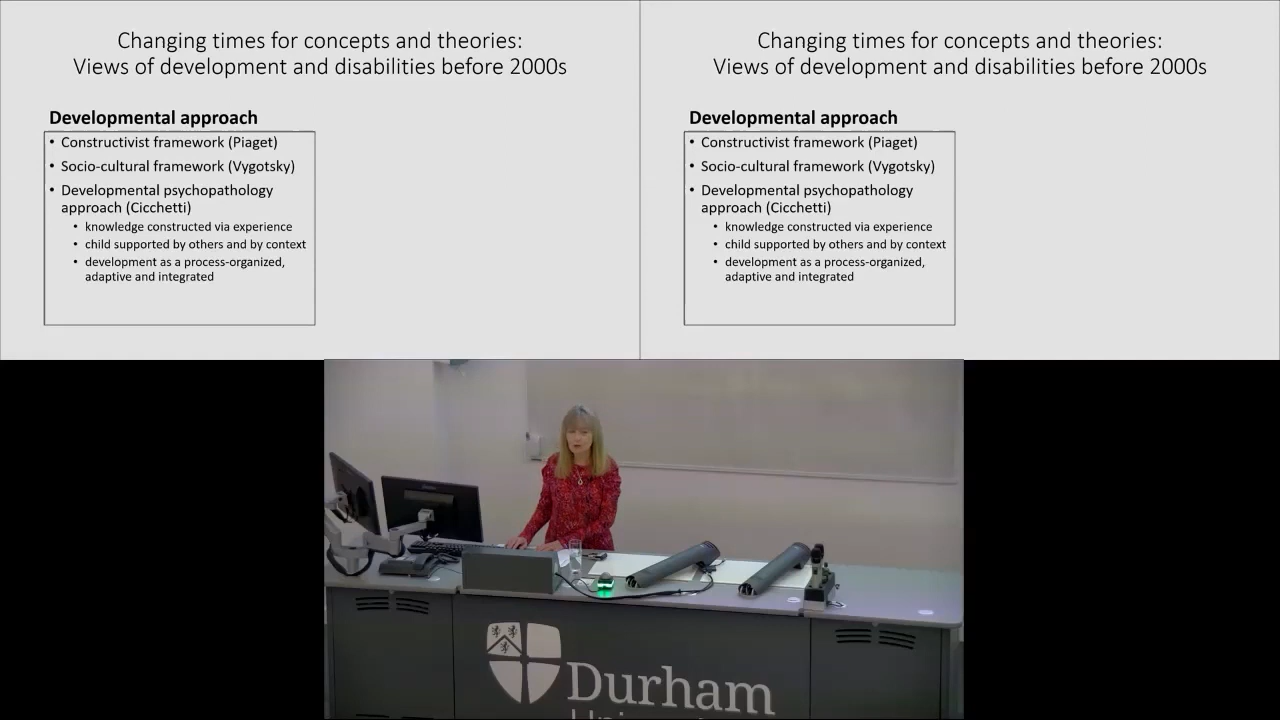 Changing times for concepts and theories:
Views of development and disabilities before 2000s
Developmental approach
• Constructivist framework (Piaget)
• Socio-cultural framework (Vygotsky)
• Developmental psychopathology
approach (Cicchetti)
• knowledge constructed via experience
• child supported by others and by context
• development as a process-organized,
adaptive and integrated
Changing times for concepts and theories:
Views of development and disabilities before 2000s
Developmental approach
• Constructivist framework (Piaget)
• Socio-cultural framework (Vygotsky)
• Developmental psychopathology
approach (Cicchetti)
• knowledge constructed via experience
• child supported by others and by context
• development as a process-organized,
adaptive and integrated
Durham